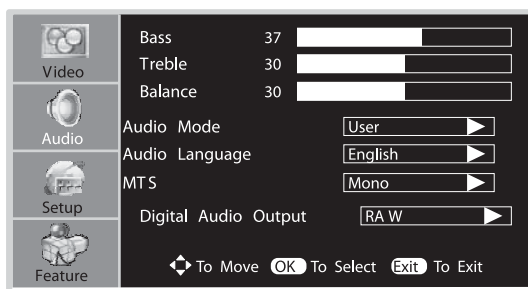 Video
Audio
Setup
Feature
Bass 37
Treble 30
Balance 30
Audio Mode User
Audio Language English
MTS Mono
Digital Audio Output RA W
To Move OK To Select Exit To Exit